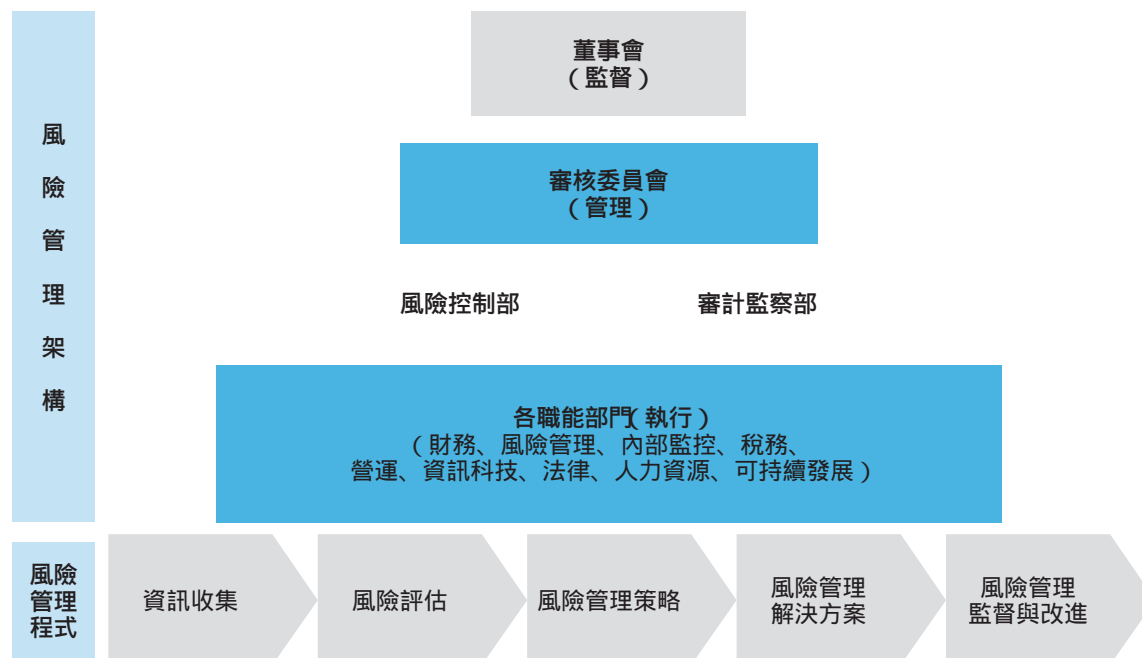 風
險
管
理
架
構
董事會
（監督）
審核委員會
（管理）
風險控制部
審計監察部
各職能部門（執行）
（財務、風險管理、內部監控、稅務、
營運、資訊科技、法律、人力資源、可持續發展）
風險
管理
程式
資訊收集
風險評估
風險管理策略
風險管理
解決方案
風險管理
監督與改進